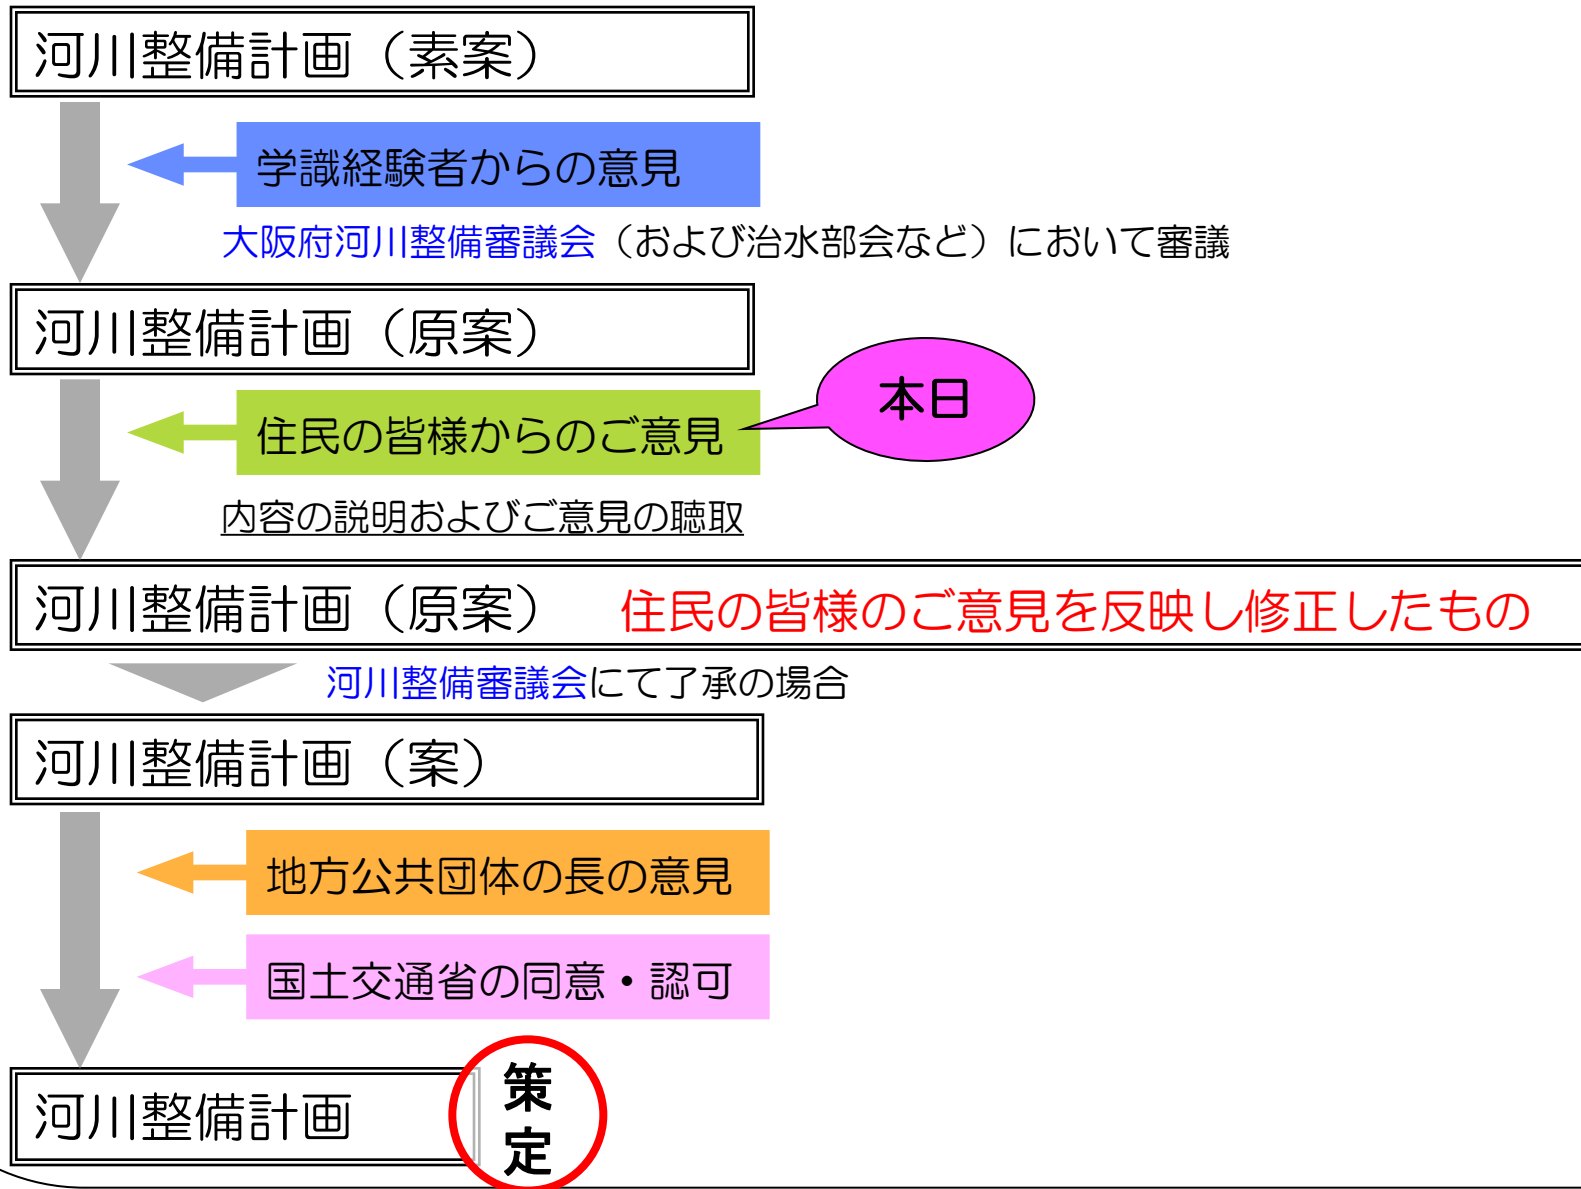 河川整備計画（素案）
学識経験者からの意見
大阪府河川整備審議会（および治水部会など）において審議
河川整備計画（原案）
本日
住民の皆様からのご意見
内容の説明およびご意見の聴取
河川整備計画（原案） 住民の皆様のご意見を反映し修正したもの
河川整備審議会にて了承の場合
河川整備計画（案）
地方公共団体の長の意見
国土交通省の同意・認可
河川整備計画
策
定